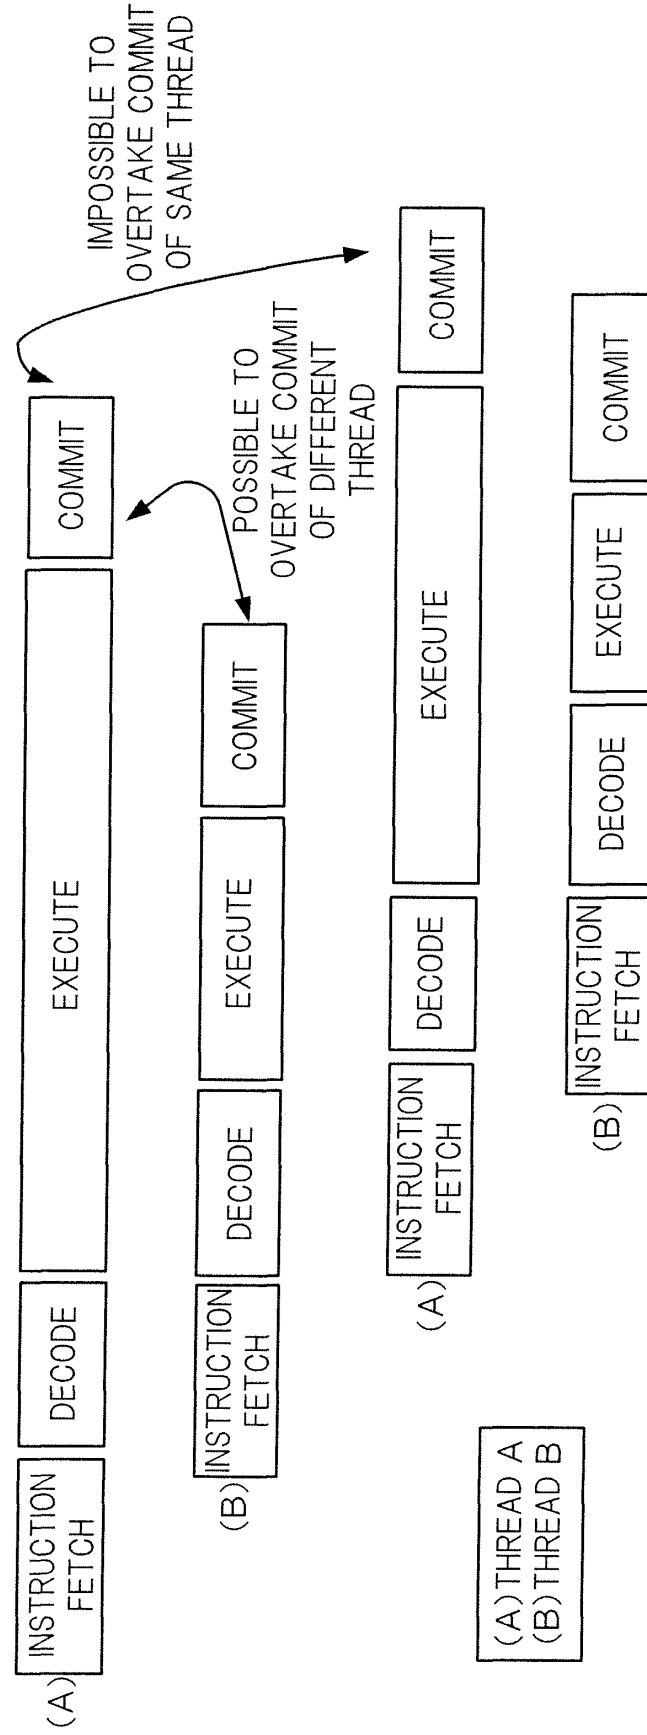 (A)
INSTRUCTION
FETCH
DECODE
EXECUTE
COMMIT
IMPOSSIBLE TO
OVERTAKE COMMIT
OF SAME THREAD
(B)
INSTRUCTION
FETCH
DECODE
EXECUTE
COMMIT
POSSIBLE TO
OVERTAKE COMMIT
OF DIFFERENT
THREAD
(A)
INSTRUCTION
FETCH
DECODE
EXECUTE
COMMIT
(B)
INSTRUCTION
FETCH
DECODE
EXECUTE
COMMIT
(A) THREAD A
(B) THREAD B